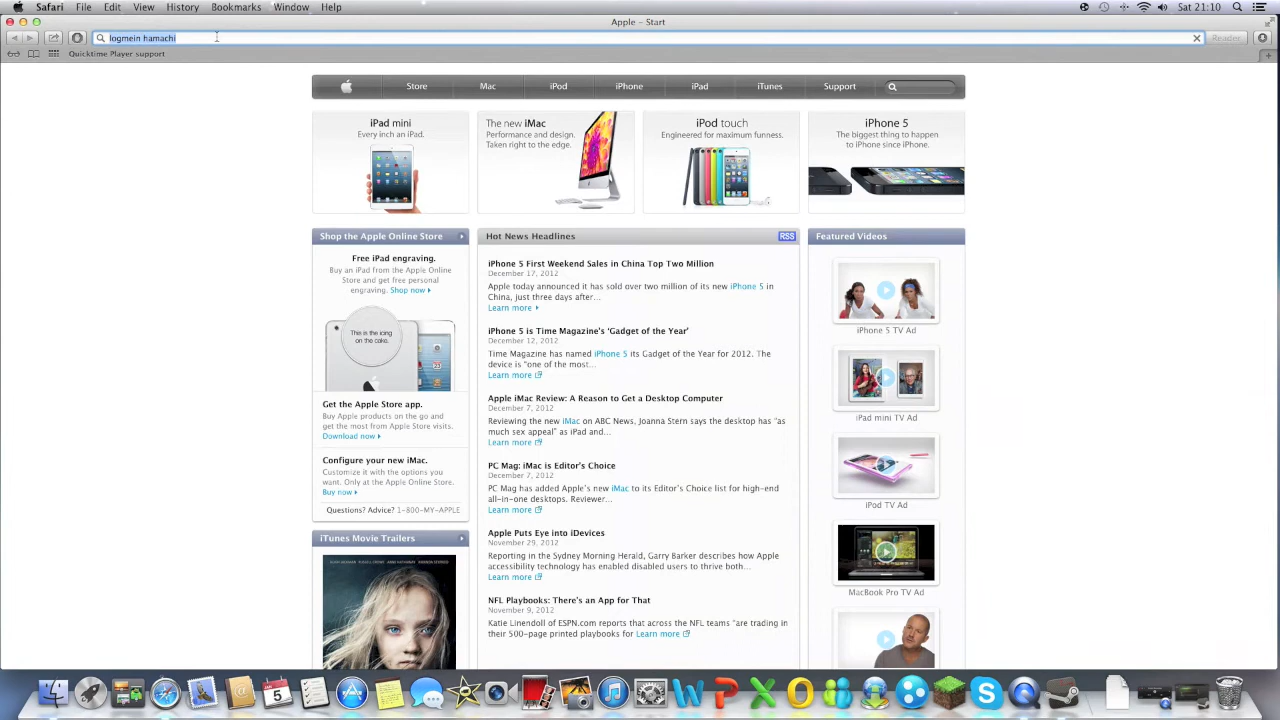 Safari File Edit View History Bookmarks Window Help
Sat 21:10
Apple – Start
logmein hamachi
Reader
Quicktime Player support
Store Mac iPod iPhone iPad iTunes Support
iPad mini
Every inch an iPad.
The new iMac
Performance and design.
Taken right to the edge.
iPod touch
Engineered for maximum funness.
iPhone 5
The biggest thing to happen
to iPhone since iPhone.
Shop the Apple Online Store
Free iPad engraving.
Buy an iPad from the Apple Online
Store and get free personal
engraving. Shop now
This is the icing
on the cake.
Get the Apple Store app.
Buy Apple products on the go and
get the most from Apple Store visits.
Download now
Configure your new iMac.
Customize it with the options you
want. Only at the Apple Online Store.
Buy now
Questions? Advice? 1-800-MY-APPLE
iTunes Movie Trailers
Hot News Headlines
RSS
iPhone 5 First Weekend Sales in China Top Two Million
December 17, 2012
Apple today announced it has sold over two million of its new iPhone 5 in
China, just three days after...
Learn more
iPhone 5 is Time Magazine's ‘Gadget of the Year’
December 12, 2012
Time Magazine has named iPhone 5 its Gadget of the Year for 2012. The
device is “one of the most...
Learn more
Apple iMac Review: A Reason to Get a Desktop Computer
December 7, 2012
Reviewing the new iMac on ABC News, Joanna Stern says the desktop has “as
much sex appeal” as iPad and...
Learn more
PC Mag: iMac is Editor's Choice
December 7, 2012
PC Mag has added Apple's new iMac to its Editor's Choice list for high-end
all-in-one desktops. Reviewer...
Learn more
Apple Puts Eye into iDevices
November 29, 2012
Reporting in the Sydney Morning Herald, Garry Barker describes how Apple
accessibility technology has enabled disabled users to thrive both...
Learn more
NFL Playbooks: There's an App for That
November 9, 2012
Katie Linendoll of ESPN.com reports that across the NFL teams “are trading in
their 500-page printed playbooks for Learn more
Featured Videos
iPhone 5 TV Ad
iPad mini TV Ad
iPod TV Ad
MacBook Pro TV Ad
JAN
5